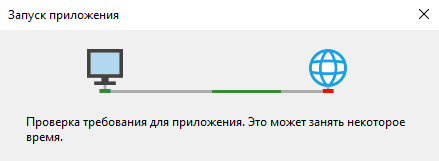 Запуск приложения
Проверка требования для приложения. Это может занять некоторое
время.